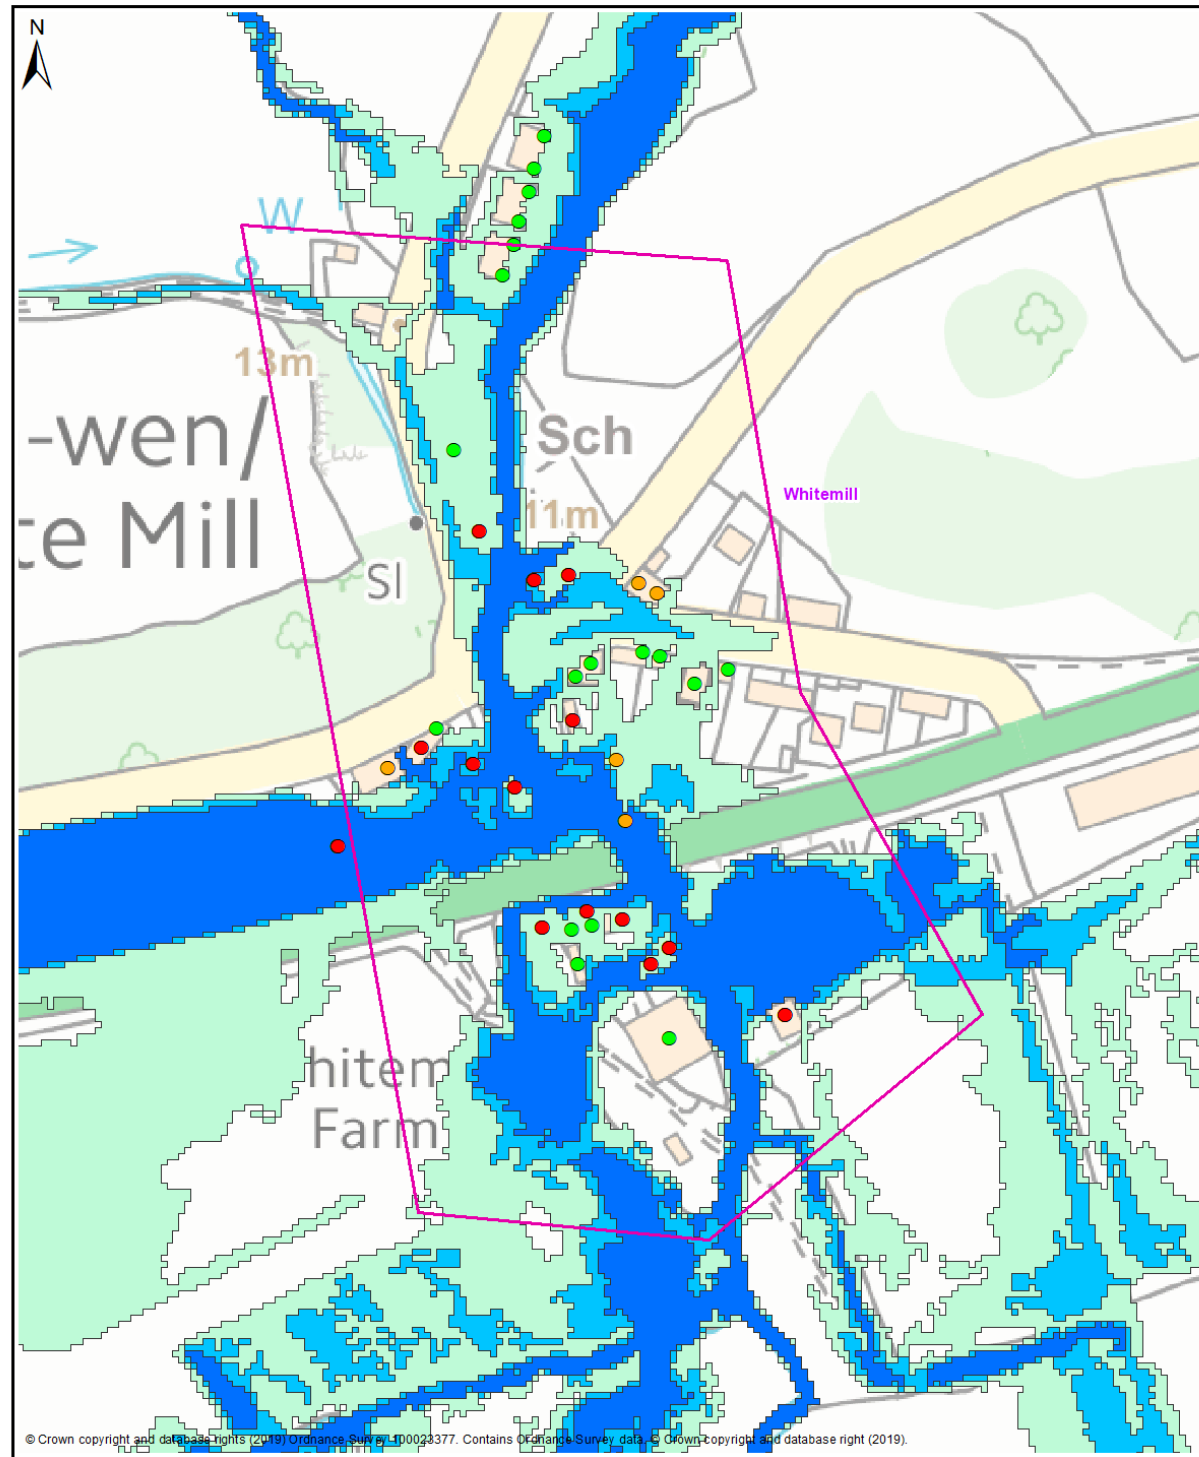 N
W
13m
-wen/
Sch
te Mill
11m
Whitemill
Sl
hitem
Farm
© Crown copyright and database rights (2019) Ordnance Survey 100023377. Contains Ordnance Survey data. © Crown copyright and database right (2019).